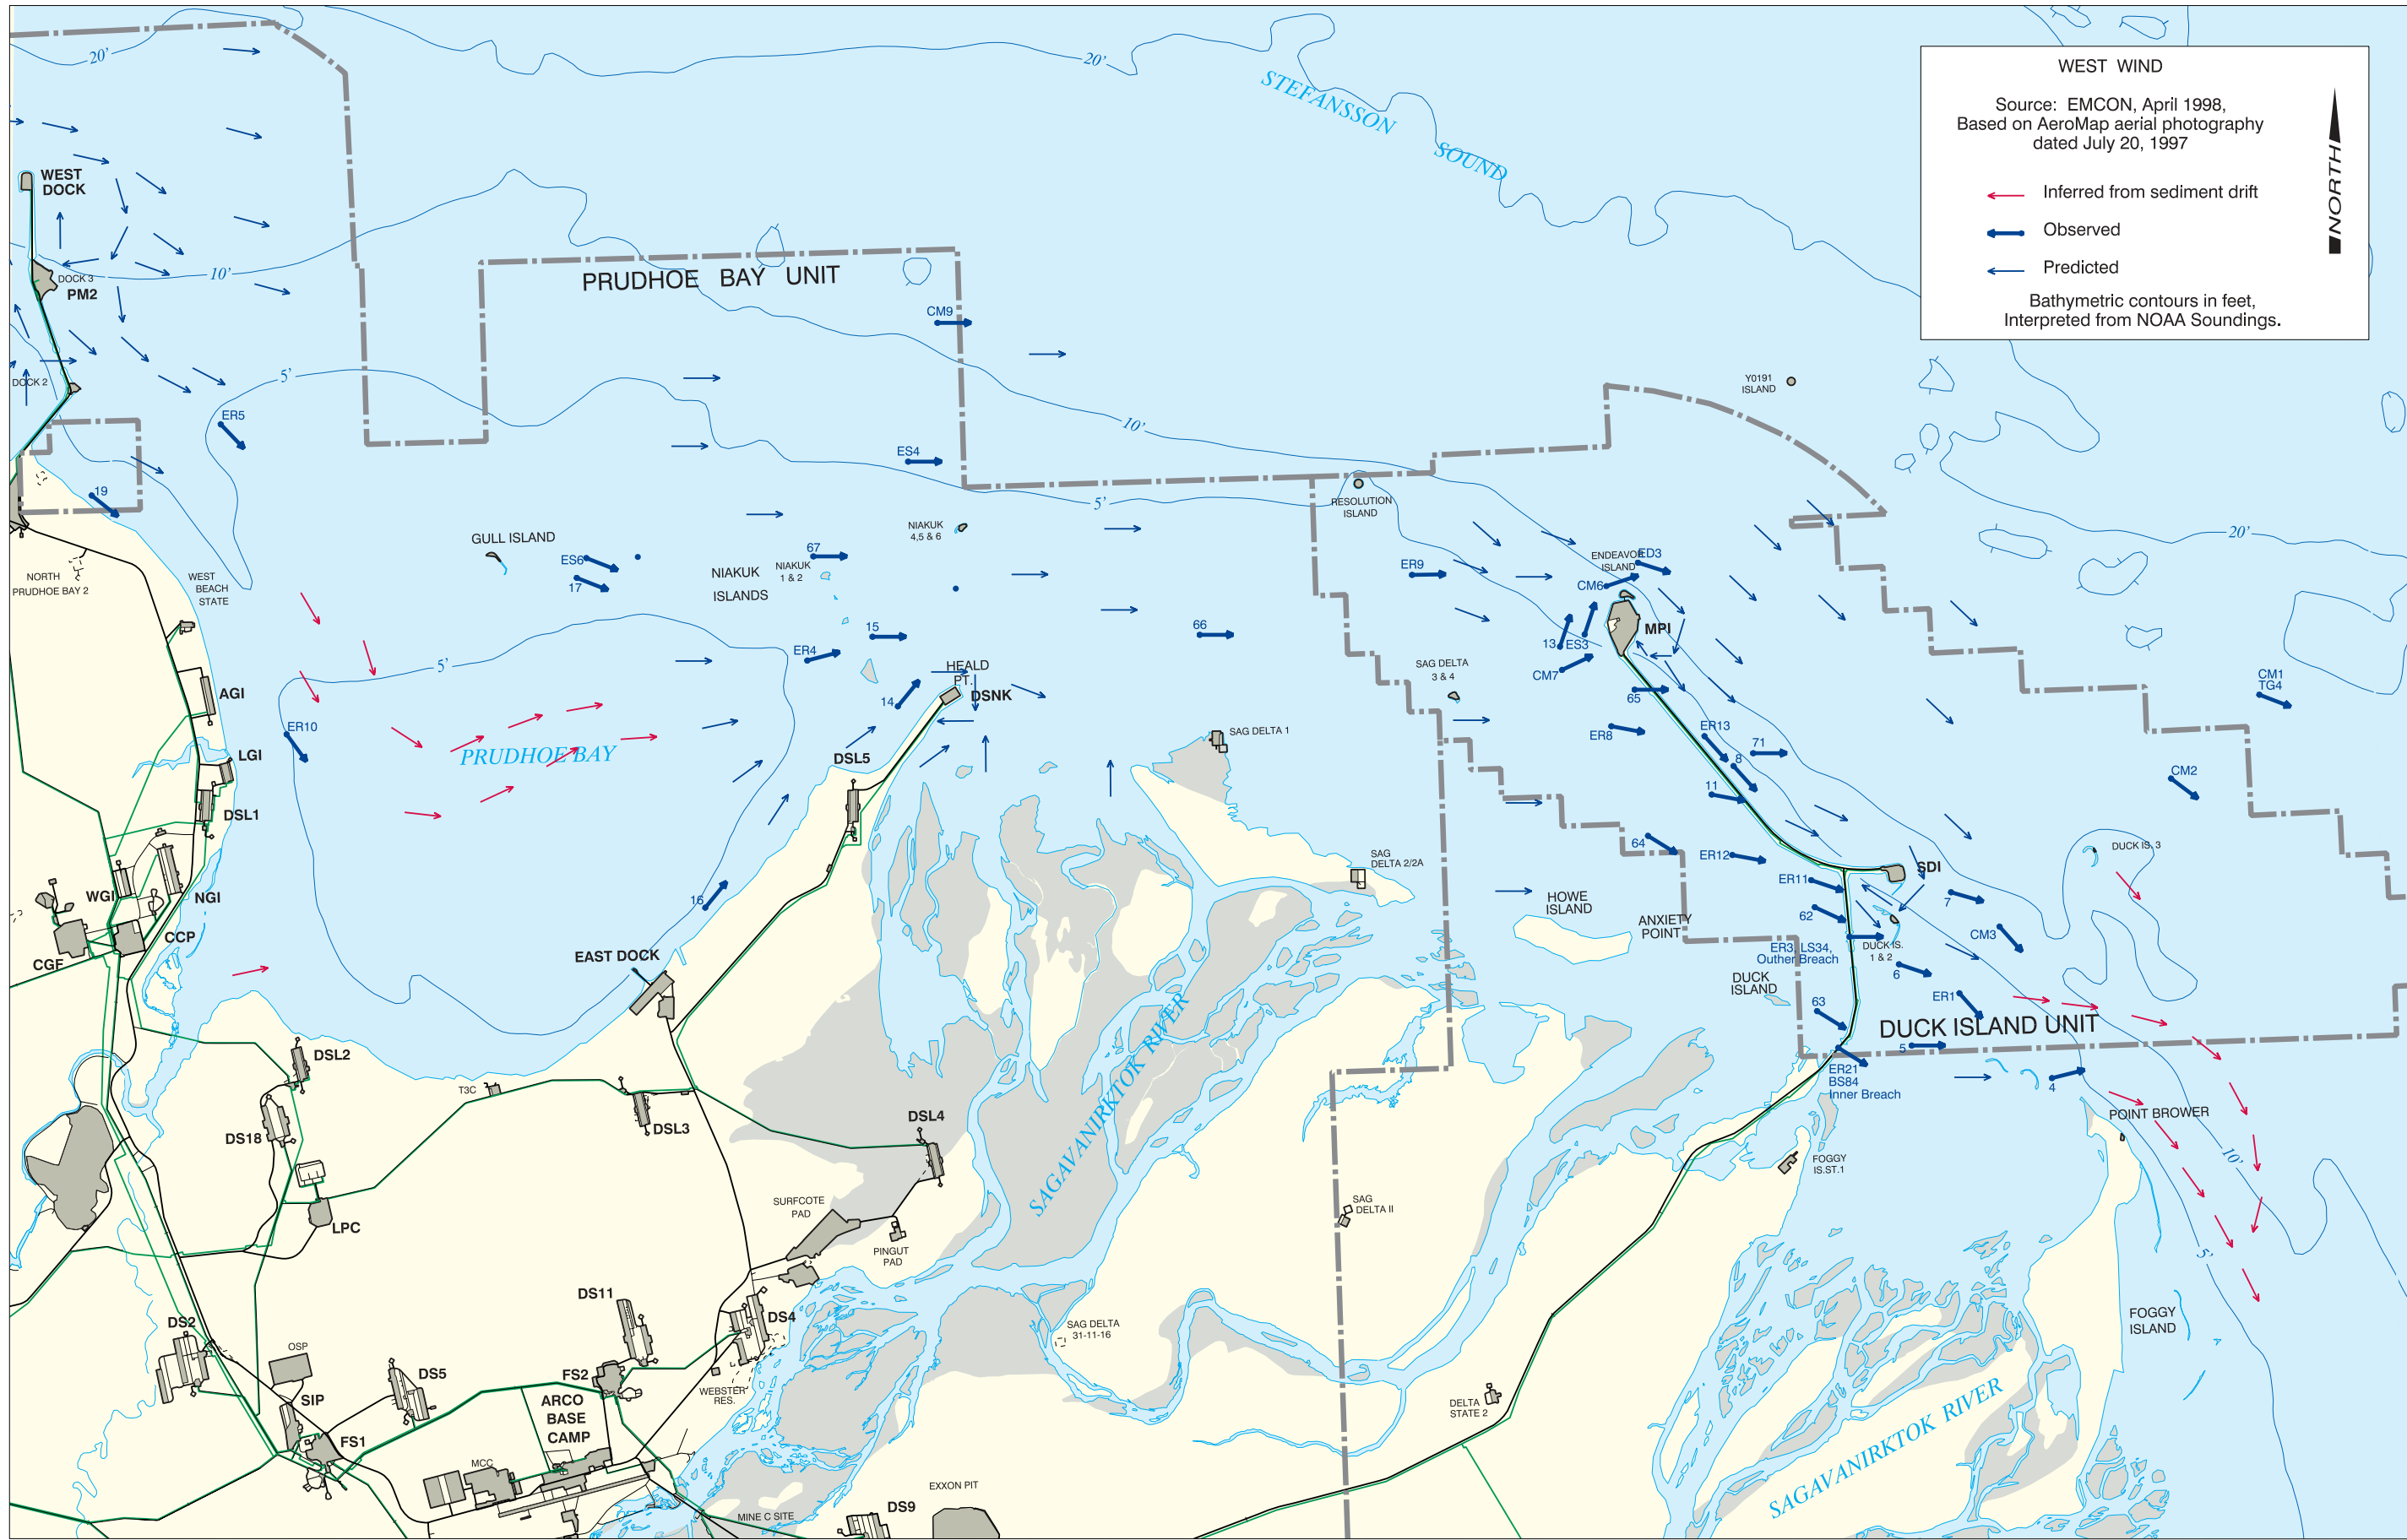 WEST WIND
Source: EMCON, April 1998,
Based on AeroMap aerial photography
dated July 20, 1997
Inferred from sediment drift
Observed
Predicted
Bathymetric contours in feet,
Interpreted from NOAA Soundings.
NORTH
20'
20'
STEFANSSON
SOUND
WEST
DOCK
DOCK 3
PM2
10'
PRUDHOE BAY UNIT
CM9
DOCK 2
5'
Y0191
ISLAND
ER5
10'
ES4
19
5'
RESOLUTION
ISLAND
20'
GULL ISLAND
NIAKUK
4,5 & 6
67
ES6
17
NIAKUK
1 & 2
NIAKUK
ISLANDS
ER9
ENDEAVOR
ISLAND
ED3
CM6
NORTH
PRUDHOE BAY 2
WEST
BEACH
STATE
15
66
13
ES3
MPI
ER4
5'
HEALD
PT.
DSNK
14
SAG DELTA
3 & 4
CM7
65
CM1
TG4
AGI
ER10
PRUDHOE BAY
LGI
DSL5
SAG DELTA 1
ER8
ER13
71
8
CM2
11
DSL1
64
ER12
SAG
DELTA 2/2A
DUCK IS. 3
SDI
ER11
WGI
NGI
16
HOWE
ISLAND
7
62
ANXIETY
POINT
CM3
CCP
CGF
EAST DOCK
ER3, LS34,
Outher Breach
DUCK IS.
1 & 2
6
DUCK
ISLAND
ER1
63
DUCK ISLAND UNIT
5
SAGAVANIRKTOK RIVER
DSL2
T3C
ER21
BS84
Inner Breach
4
POINT BROWER
DS18
DSL3
DSL4
10'
FOGGY
IS.ST.1
LPC
SURFCOTE
PAD
PINGUT
PAD
SAG
DELTA II
5'
DS11
DS4
DS2
SAG DELTA
31-11-16
FOGGY
ISLAND
OSP
SIP
DS5
FS2
WEBSTER
RES.
ARCO
BASE
CAMP
DELTA
STATE 2
FS1
MCC
SAGAVANIRKTOK RIVER
EXXON PIT
DS9
MINE C SITE